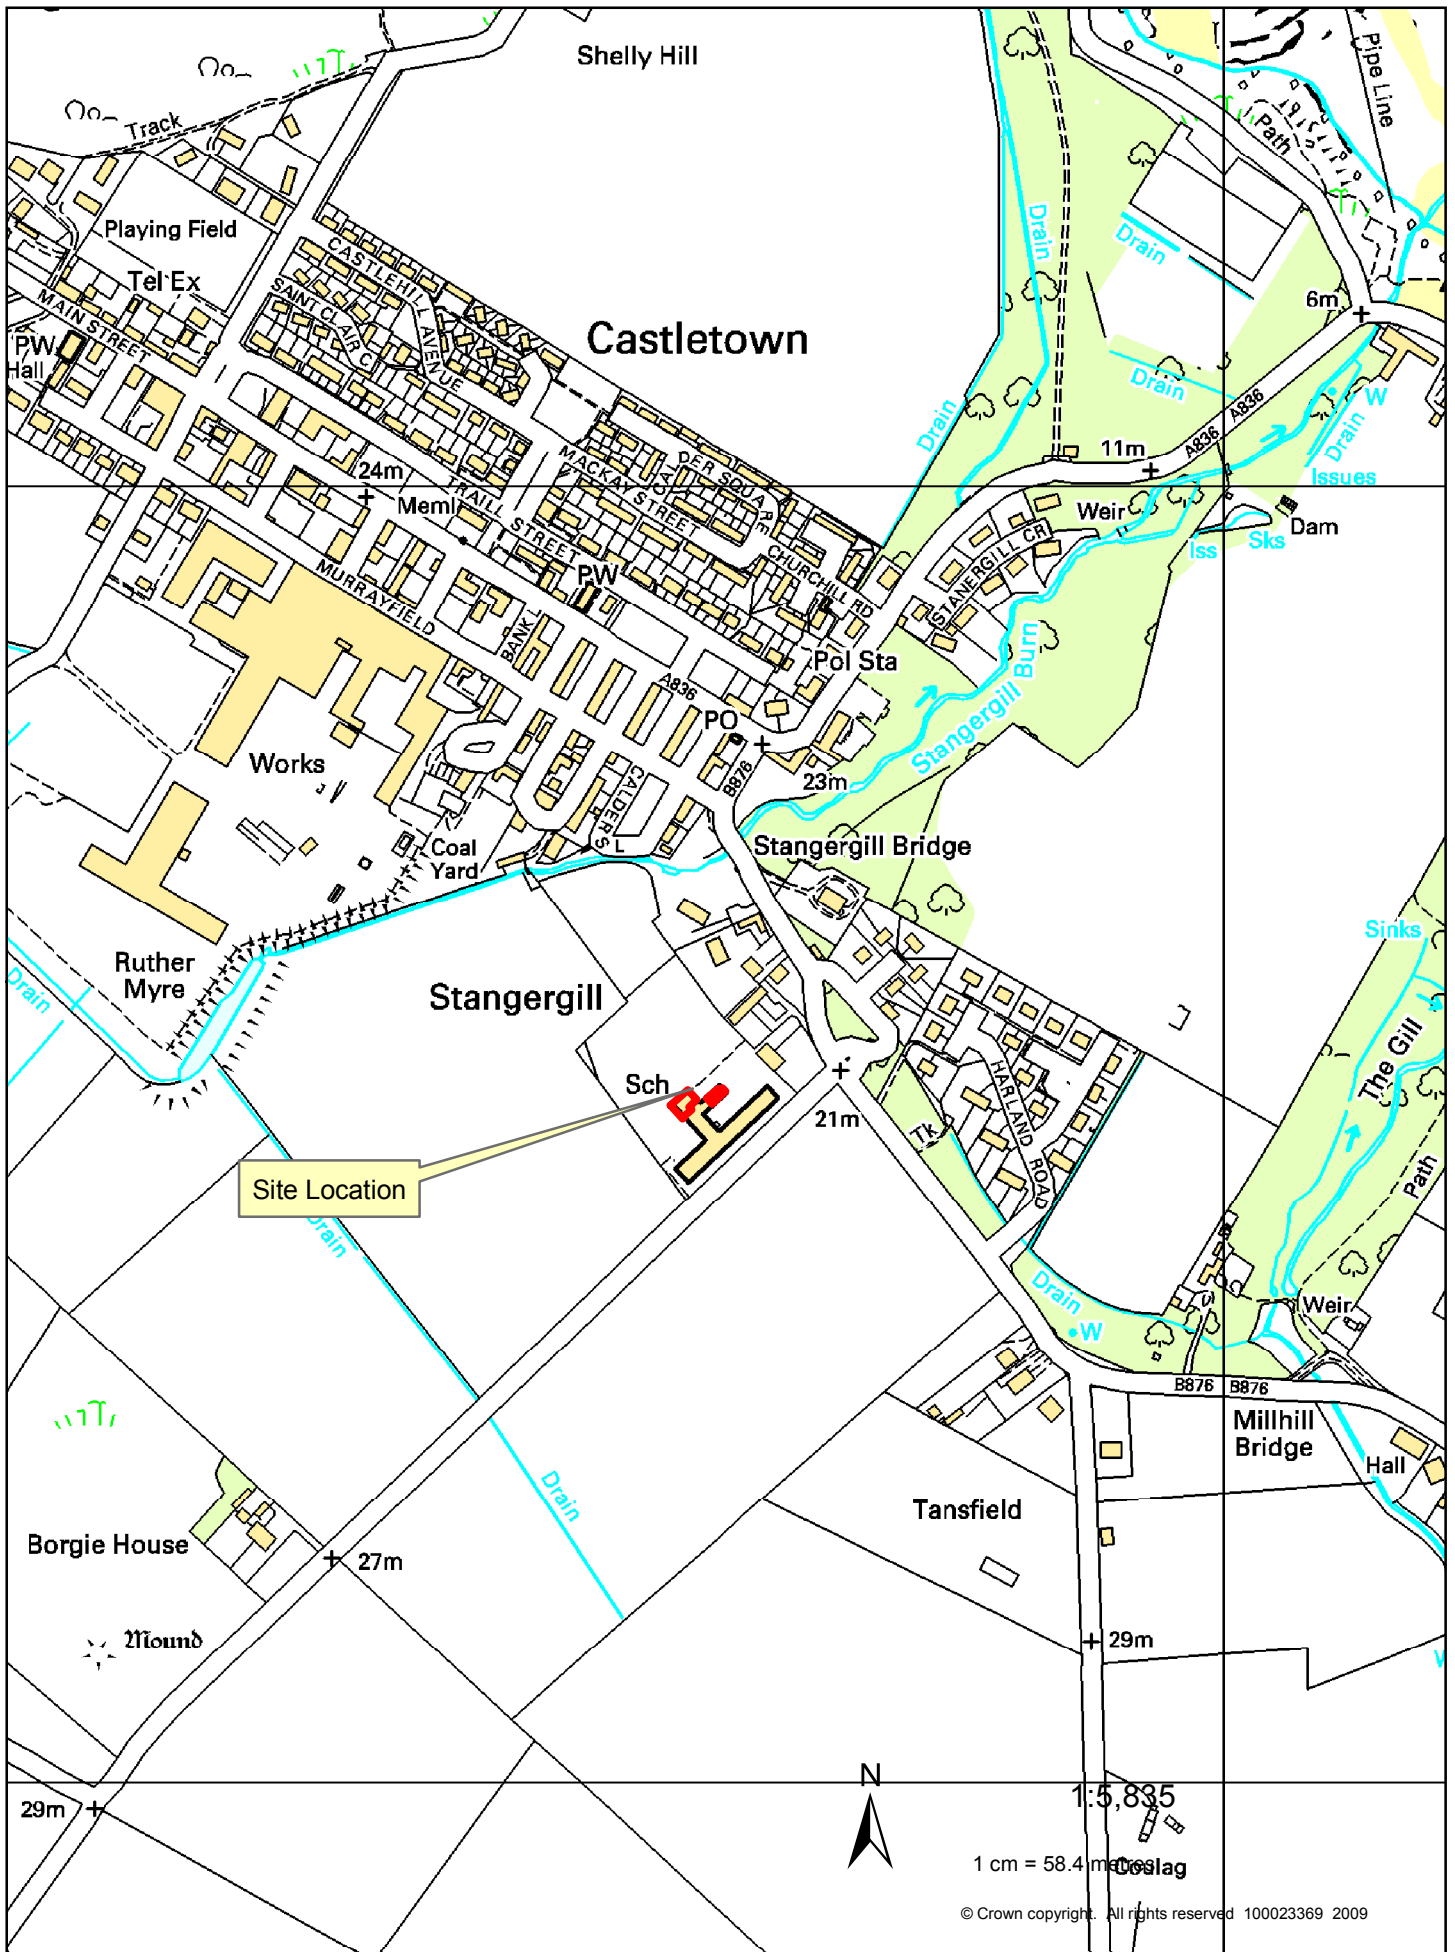 Shelly Hill
Pipe Line
Track
Path
Playing Field
Drain
Drain
CASTLEHILL AVENUE
Tel Ex
SAINT CLAIR C
6m
MAIN STREET
Castletown
PW
Hall
Drain
W
Drain
A836
A836
Drain
11m
Issues
24m
Meml
TRAILL STREET
MACKAY STREET
DER SQUARE
Weir
Dam
Iss
Sks
CHURCHILL RD
STANERGILL CR
PW
MURRAYFIELD
BANK
Pol Sta
A836
Stangergill Burn
PO
Works
B876
23m
CALDERS
L
Coal
Yard
Stangergill Bridge
Ruther
Myre
Drain
Sinks
Stangergill
The Gill
HARLAND ROAD
Sch
21m
Tk
Path
Site Location
Drain
Drain
W
Weir
B876
B876
Millhill
Bridge
Hall
Drain
Tansfield
Borgie House
27m
Mound
29m
N
1:5,835
29m
1 cm = 58.4 metres
Coulag
© Crown copyright. All rights reserved 100023369 2009